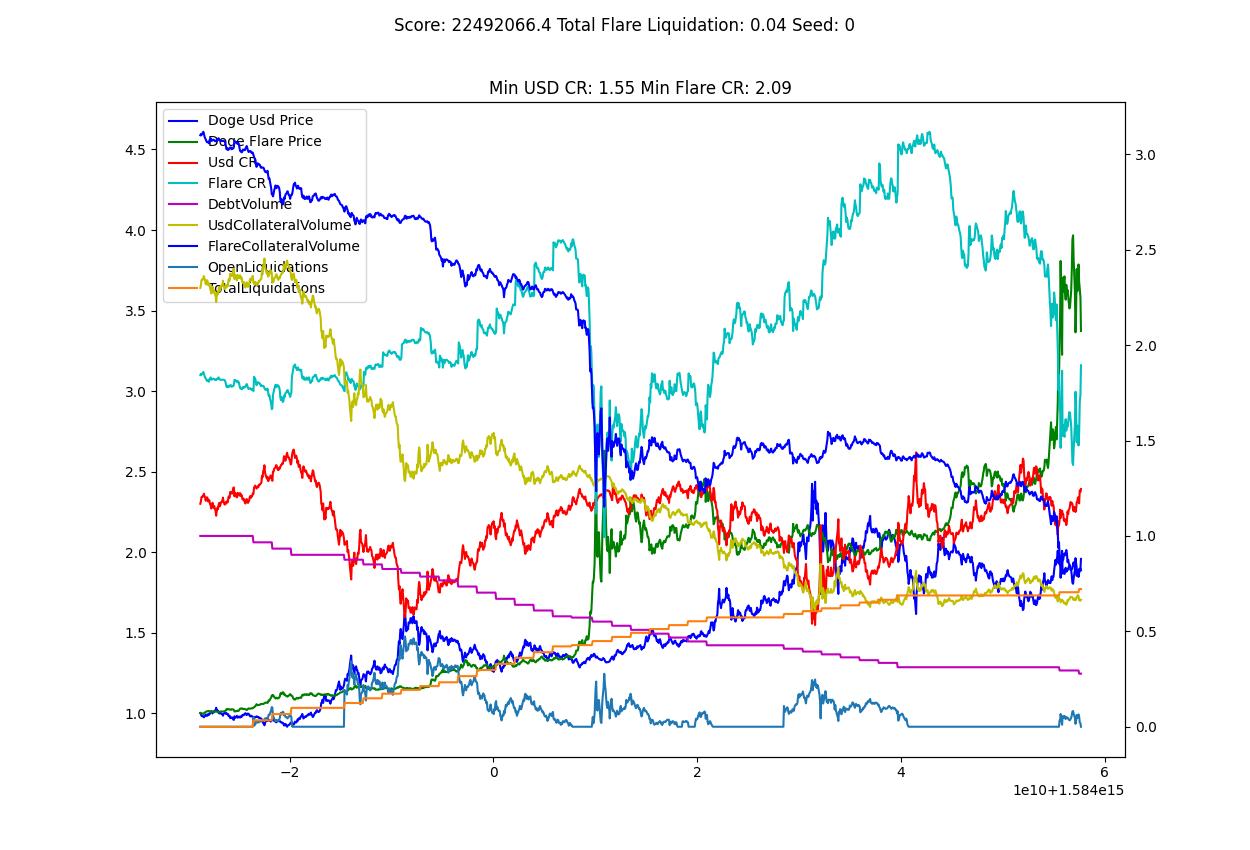 Score: 22492066.4 Total Flare Liquidation: 0.04 Seed: 0
Min USD CR: 1.55 Min Flare CR: 2.09
Doge Usd Price
Doge Flare Price
Usd CR
Flare CR
DebtVolume
UsdCollateralVolume
FlareCollateralVolume
OpenLiquidations
TotalLiquidations
4.5
4.0
3.5
3.0
2.5
2.0
1.5
1.0
3.0
2.5
2.0
1.5
1.0
0.5
0.0
−2 0 2 4 6
1e10+1.584e15